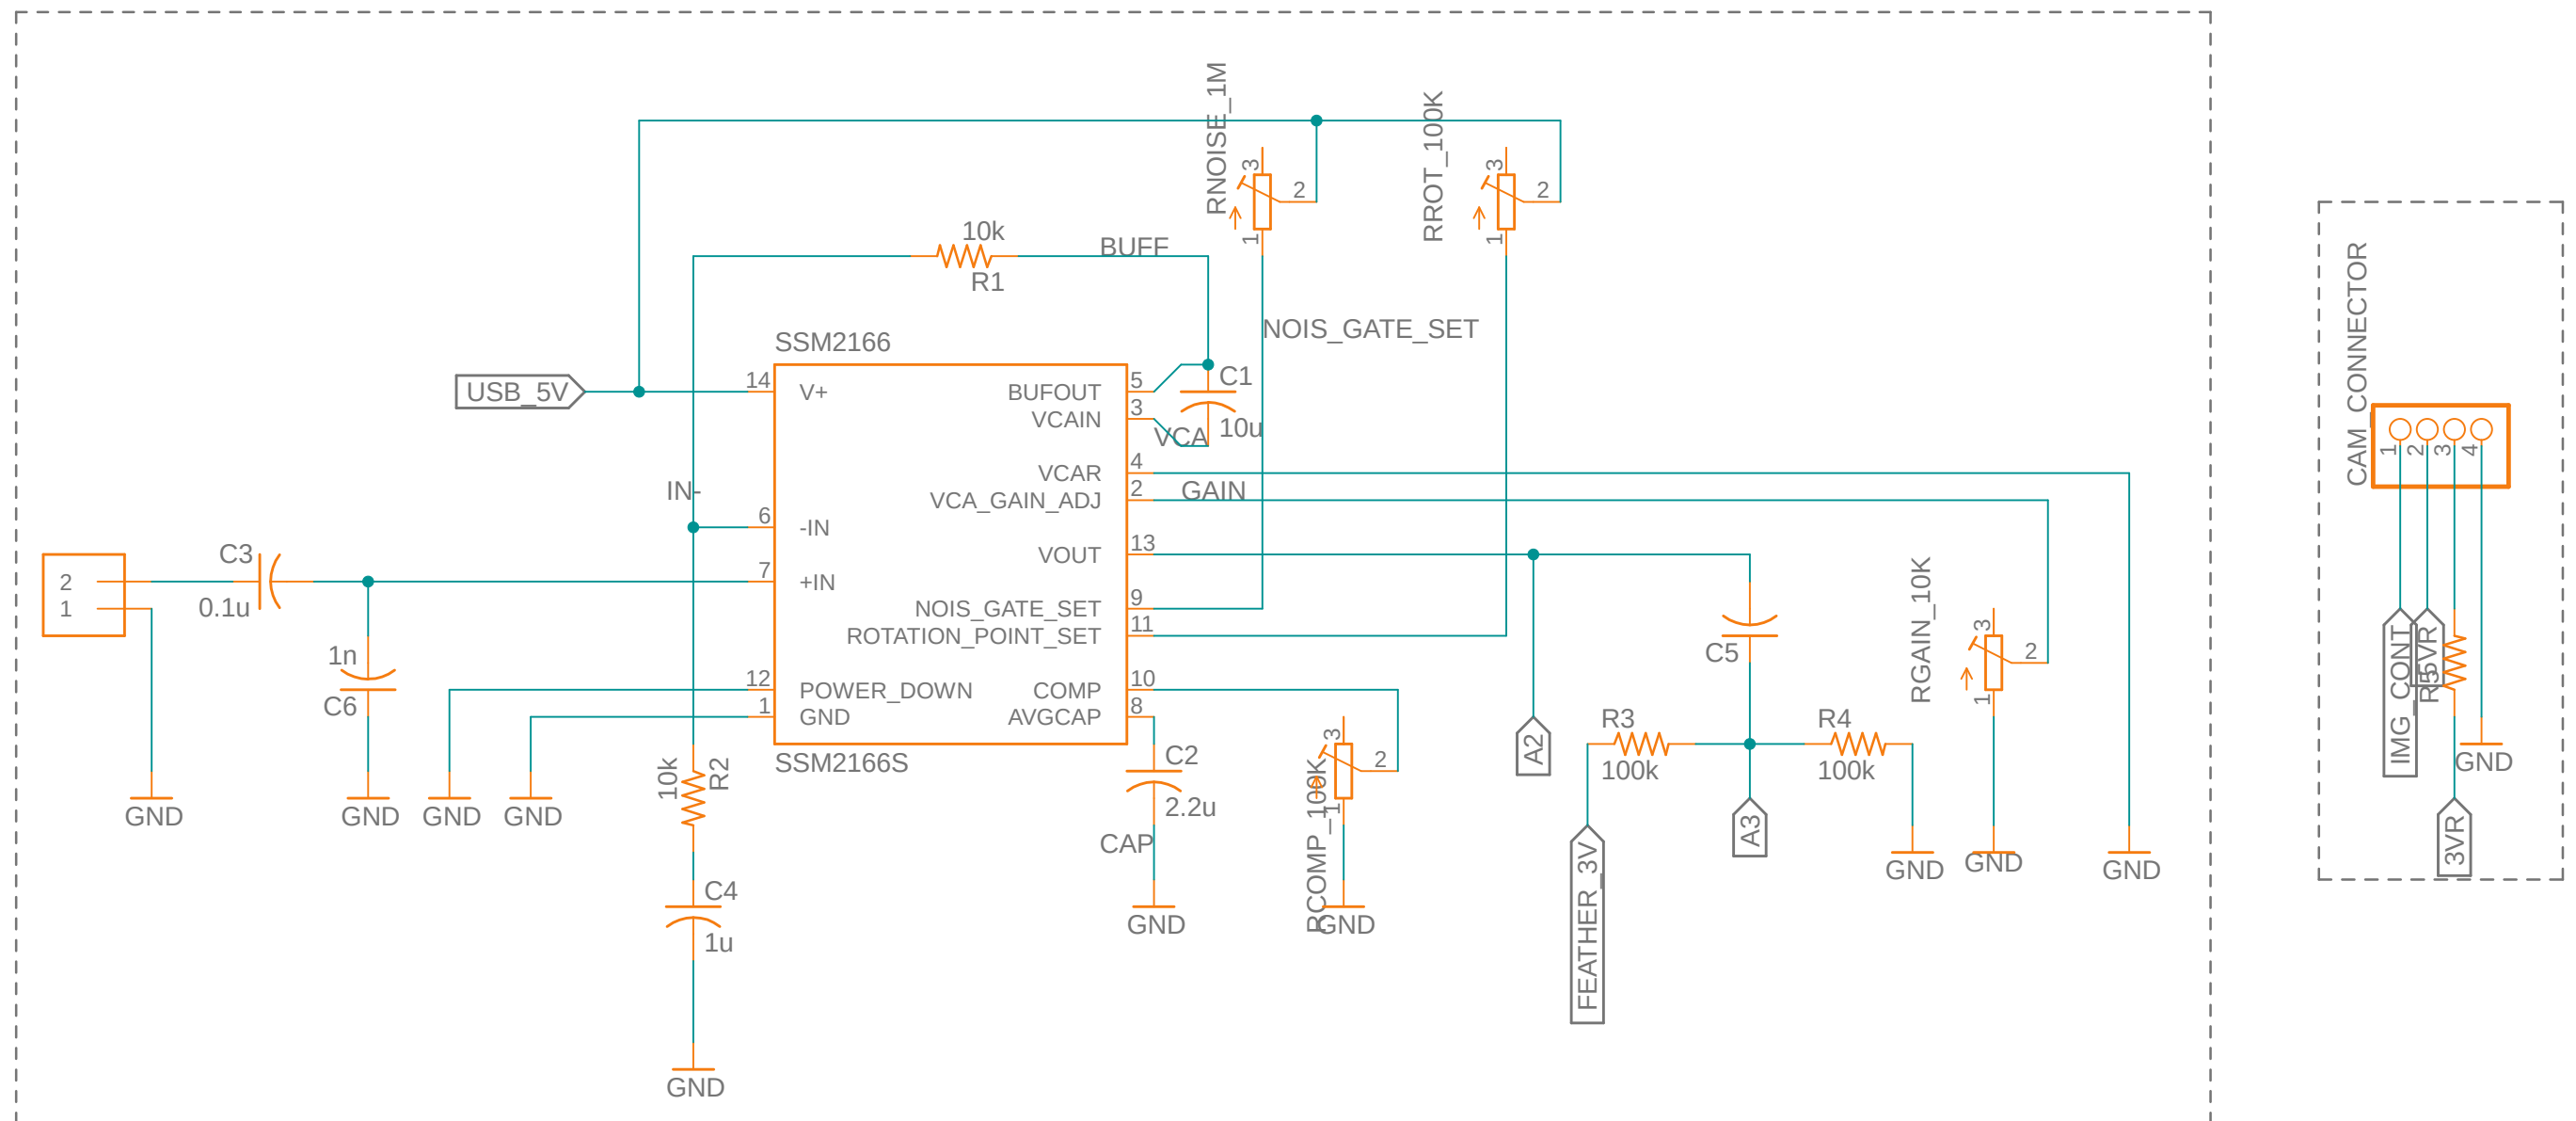 RNOISE_1M
3
2
1
RROT_100K
3
2
1
10k
R1
BUFF
NOIS_GATE_SET
SSM2166
USB_5V
14
V+
BUFOUT
5
VCAIN
3
C1
10u
VCA
VCAR
4
VCA_GAIN_ADJ
2
GAIN
IN-
6
-IN
VOUT
13
7
+IN
NOIS_GATE_SET
9
ROTATION_POINT_SET
11
12
POWER_DOWN
COMP
10
1
GND
AVGCAP
8
SSM2166S
2
1
C3
0.1u
1n
C6
GND
GND
GND
GND
10k
R2
C4
1u
GND
C2
2.2u
CAP
GND
RCOMP_100K
3
2
1
GND
A2
C5
R3
100k
R4
100k
FEATHER_3V
A3
GND
RGAIN_10K
3
2
1
GND
GND
CAM_CONNECTOR
1
2
3
4
IMG_CONT
5VR
R5
GND
3VR